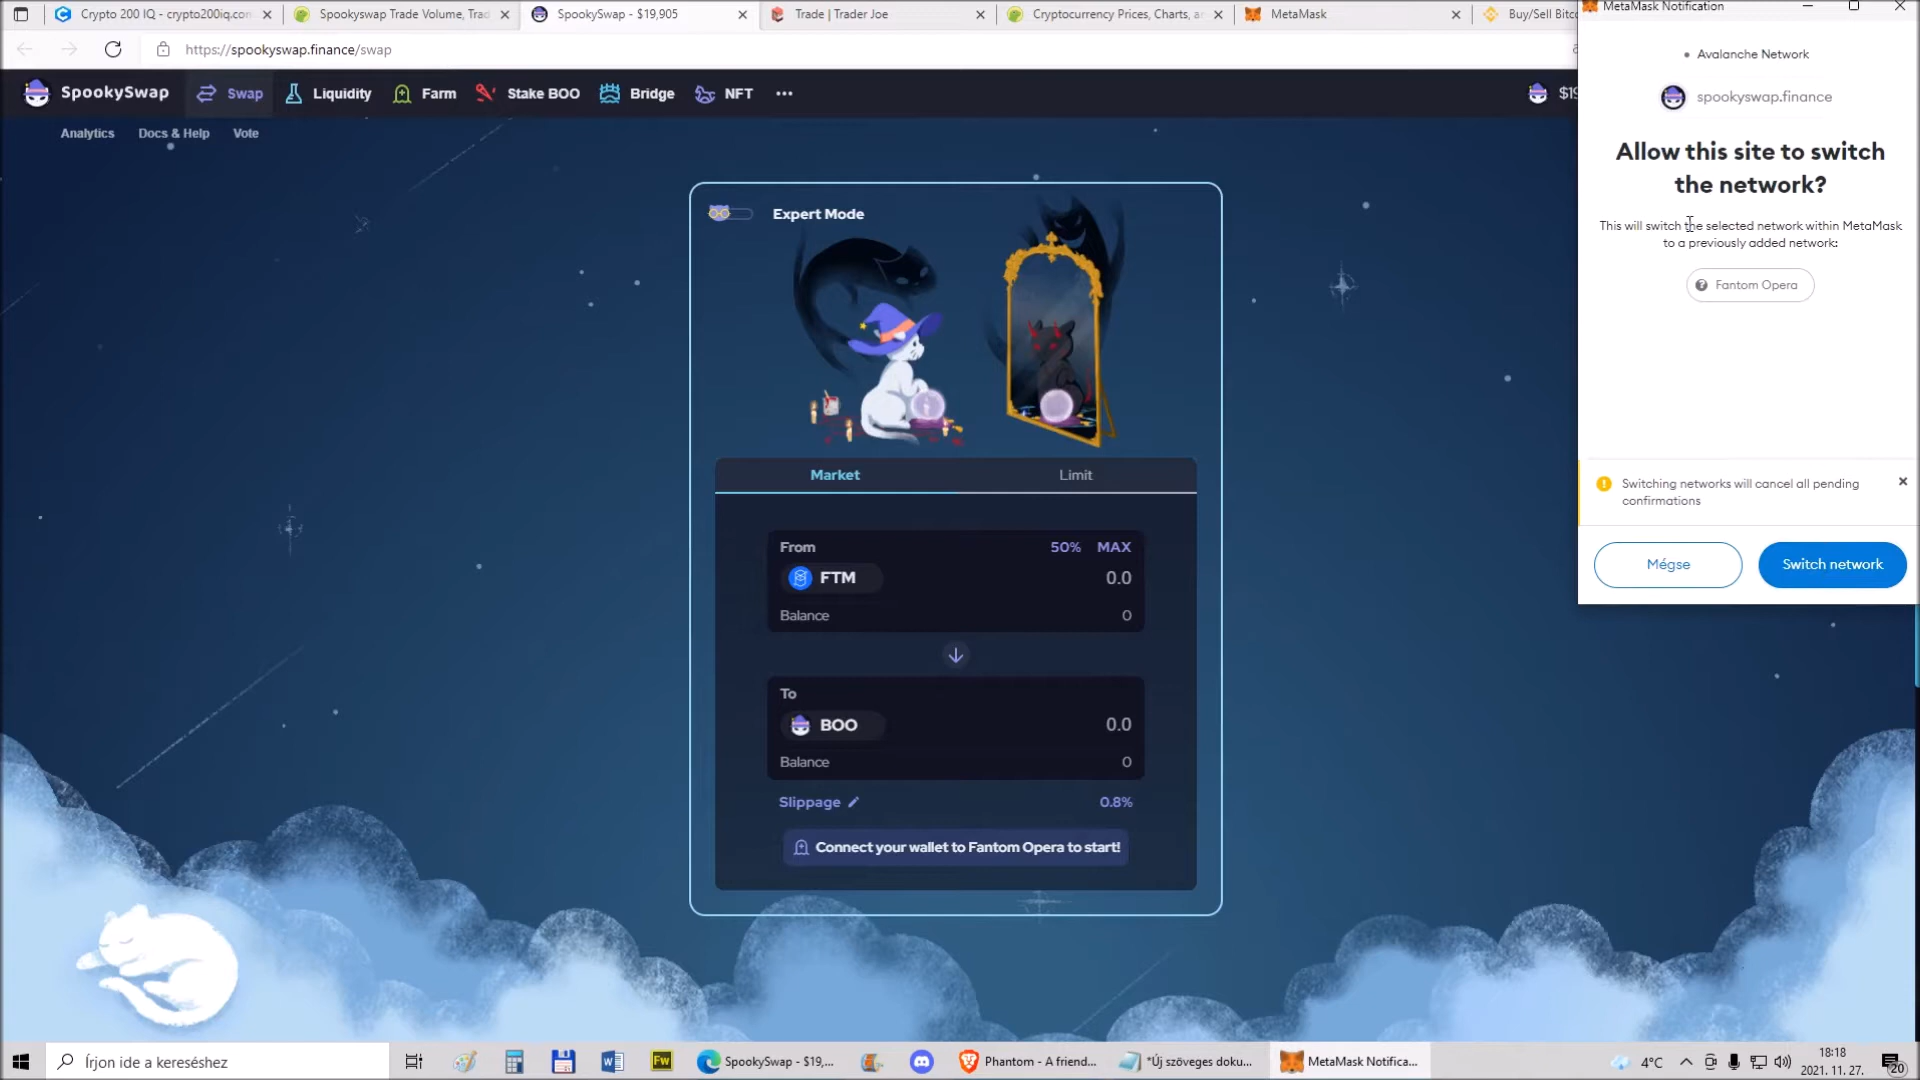 Crypto 200 IQ - crypto200iq.con
Spookyswap Trade Volume, Trad
SpookySwap - $19,905
Trade | Trader Joe
Cryptocurrency Prices, Charts, a
MetaMask
Buy/Sell Bitc
MetaMask Notification
https://spookyswap.finance/swap
SpookySwap
Swap
Liquidity
Farm
Stake BOO
Bridge
NFT
$19
Analytics
Docs & Help
Vote
Avalanche Network
spookyswap.finance
Allow this site to switch
the network?
This will switch the selected network within MetaMask
to a previously added network:
? Fantom Opera
! Switching networks will cancel all pending
confirmations
Mégse
Switch network
Expert Mode
Market
Limit
From
50%
MAX
FTM
0.0
Balance
0
To
BOO
0.0
Balance
0
Slippage
0.8%
Connect your wallet to Fantom Opera to start!
Írjon ide a kereséshez
W
Fw
SpookySwap - $19,...
Phantom - A friend...
*Új szöveges doku...
MetaMask Notifica...
4°C
18:18
2021. 11. 27.
20